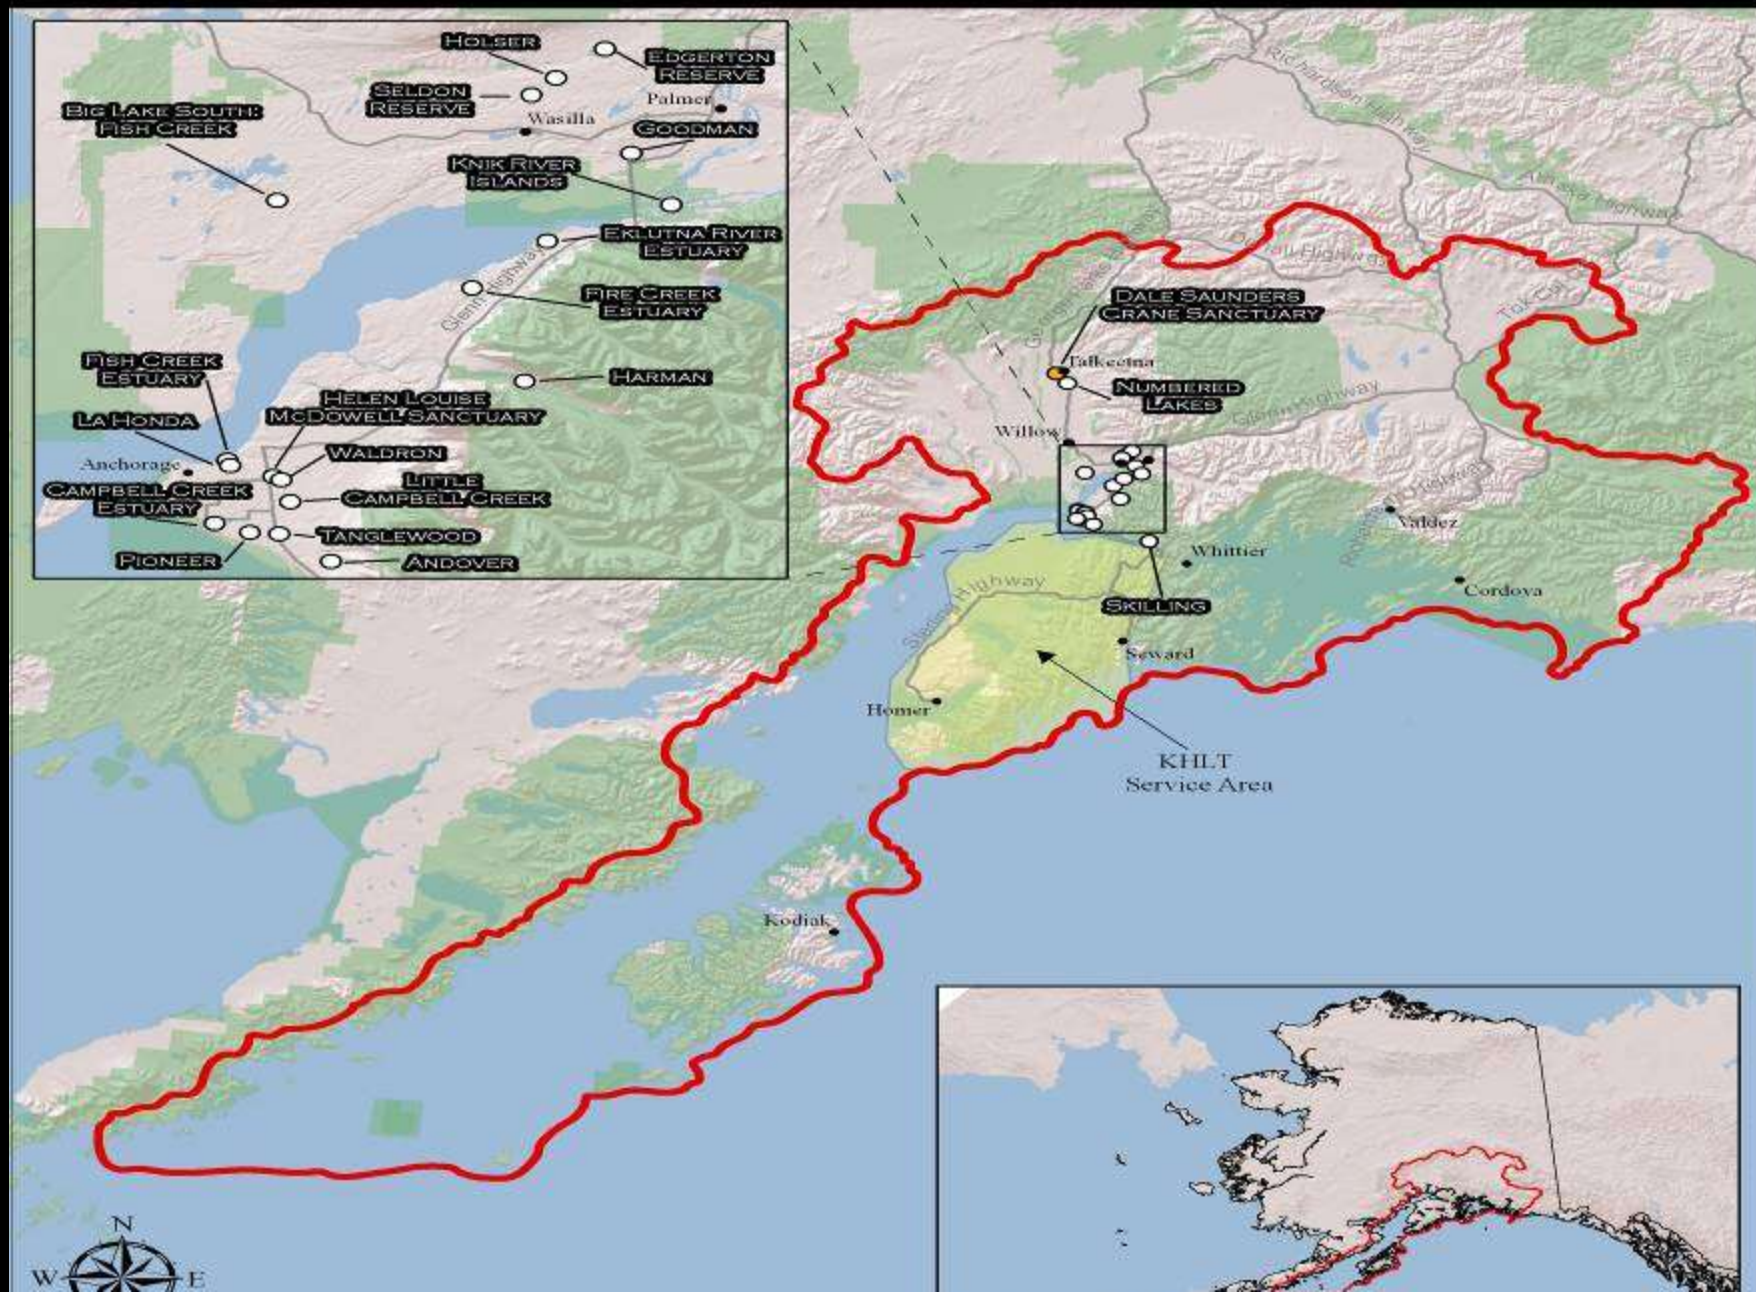 HOLSER
EDGERTON
RESERVE
SELDON
RESERVE
Palmer
BIG LAKE SOUTH:
FISH CREEK
Wasilla
GOODMAN
KNIK RIVER
ISLANDS
EKLUTNA RIVER
ESTUARY
Glenn Highway
FIRE CREEK
ESTUARY
FISH CREEK
ESTUARY
HARMAN
HELEN LOUISE
MCDOWELL SANCTUARY
LA HONDA
WALDRON
Anchorage
LITTLE
CAMPBELL CREEK
CAMPBELL CREEK
ESTUARY
TANGLEWOOD
PIONEER
ANDOVER
Richardson Highway
Alaska Highway
Highway
DALE SAUNDERS
CRANE SANCTUARY
Talkeetna
NUMBERED
LAKES
Glenn Highway
Willow
Valdez
Whittier
Cordova
SKILLING
Sterling Highway
Seward
Homer
KHLT
Service Area
Kodiak
N
W
E